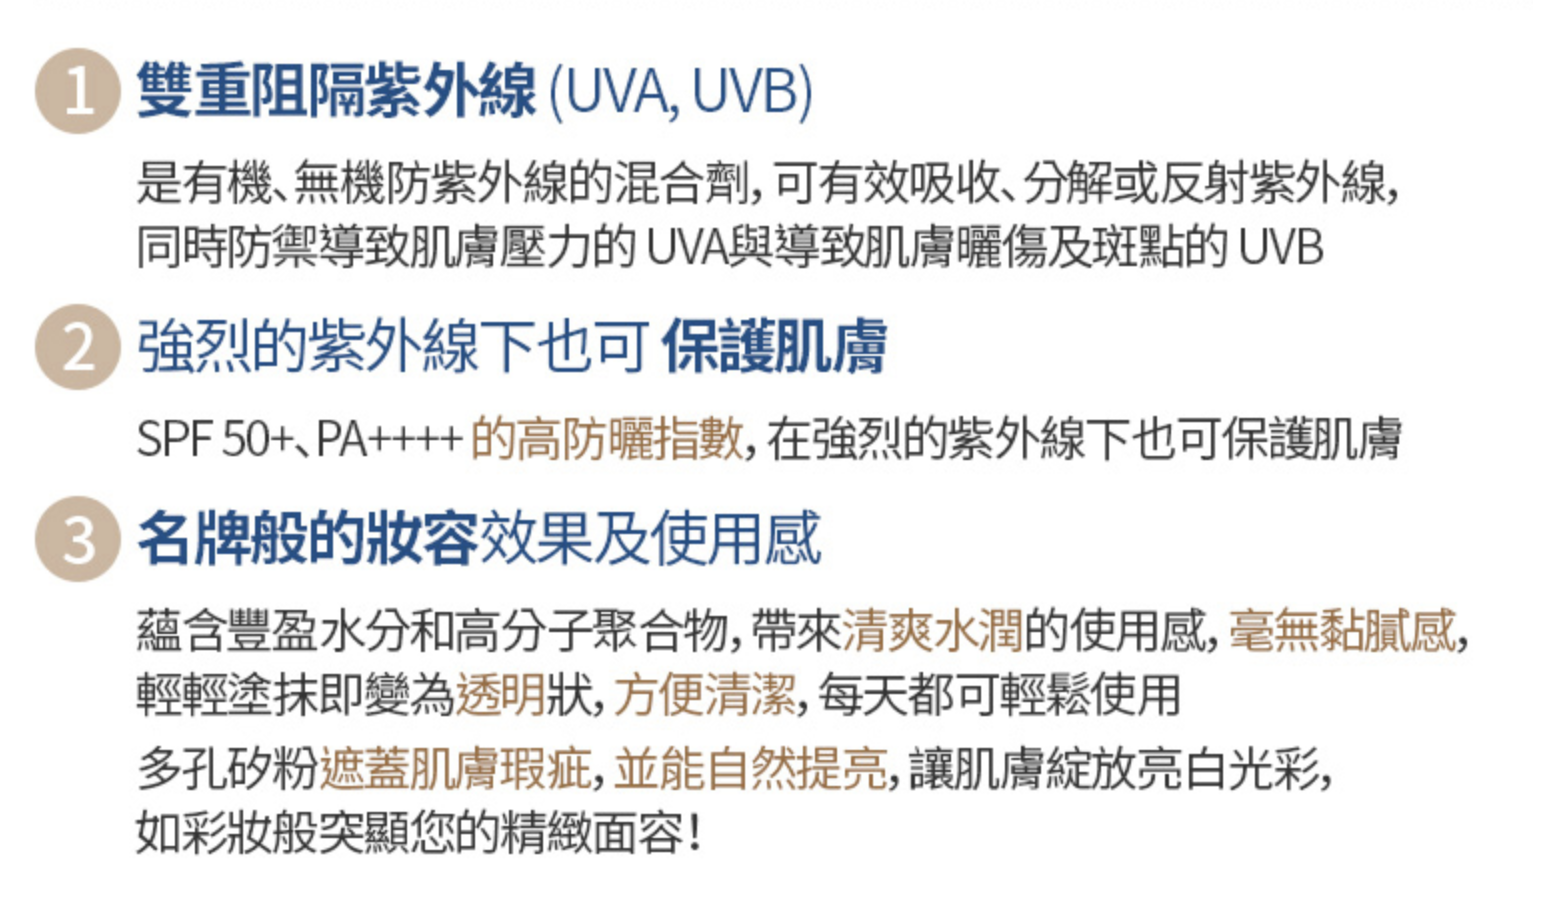 1 雙重阻隔紫外線 (UVA, UVB)
是有機、無機防紫外線的混合劑, 可有效吸收、分解或反射紫外線,
同時防禦導致肌膚壓力的 UVA與導致肌膚曬傷及斑點的 UVB
2 強烈的紫外線下也可 保護肌膚
SPF 50+、PA++++ 的高防曬指數, 在強烈的紫外線下也可保護肌膚
3 名牌般的妝容效果及使用感
蘊含豐盈水分和高分子聚合物, 帶來清爽水潤的使用感, 毫無黏膩感,
輕輕塗抹即變為透明狀, 方便清潔, 每天都可輕鬆使用
多孔矽粉遮蓋肌膚瑕疵, 並能自然提亮, 讓肌膚綻放亮白光彩,
如彩妝般突顯您的精緻面容!